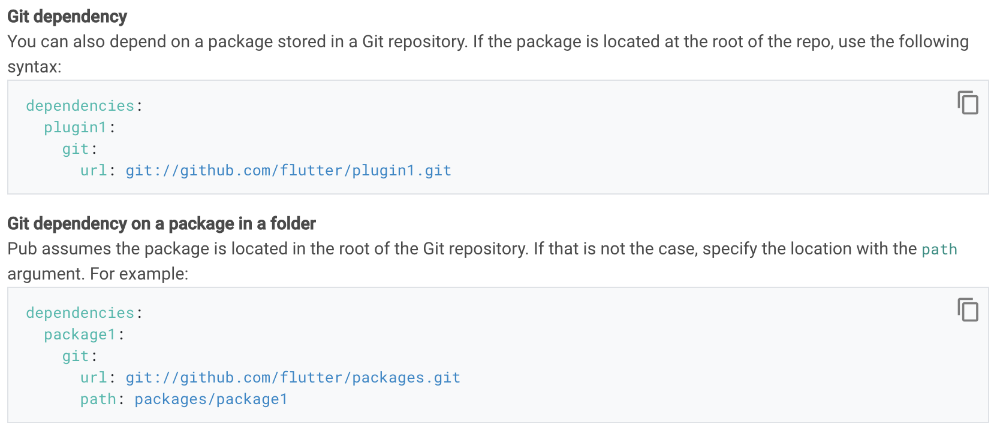 Git dependency
You can also depend on a package stored in a Git repository. If the package is located at the root of the repo, use the following
syntax:
dependencies:
  plugin1:
    git:
      url: git://github.com/flutter/plugin1.git
Git dependency on a package in a folder
Pub assumes the package is located in the root of the Git repository. If that is not the case, specify the location with the path
argument. For example:
dependencies:
  package1:
    git:
      url: git://github.com/flutter/packages.git
      path: packages/package1